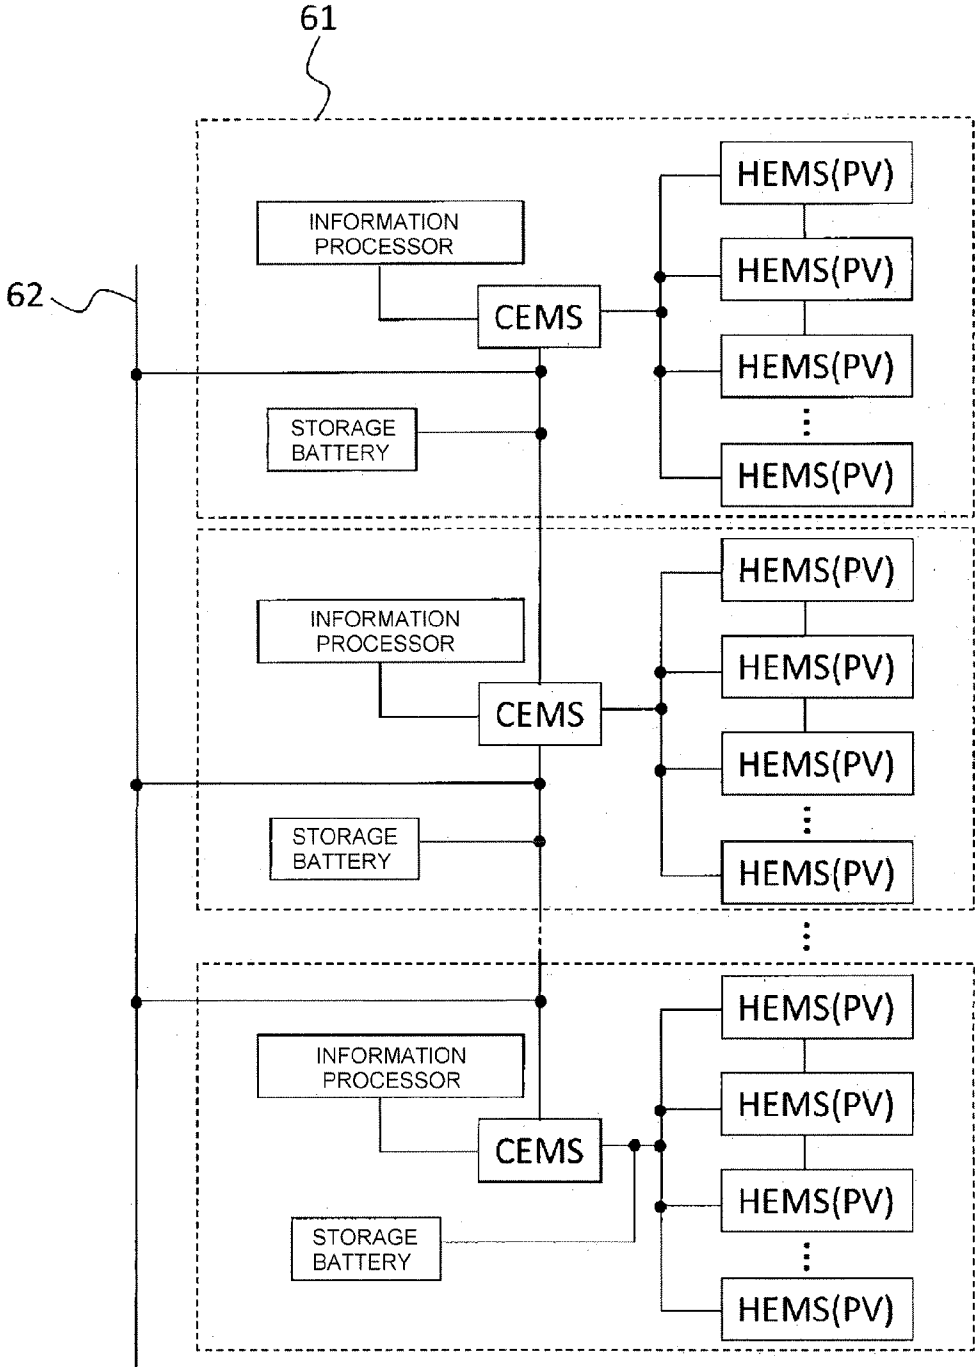 61
HEMS(PV)
INFORMATION
PROCESSOR
HEMS(PV)
62
CEMS
HEMS(PV)
STORAGE
BATTERY
HEMS(PV)
HEMS(PV)
INFORMATION
PROCESSOR
HEMS(PV)
CEMS
HEMS(PV)
STORAGE
BATTERY
HEMS(PV)
HEMS(PV)
INFORMATION
PROCESSOR
HEMS(PV)
CEMS
HEMS(PV)
STORAGE
BATTERY
HEMS(PV)